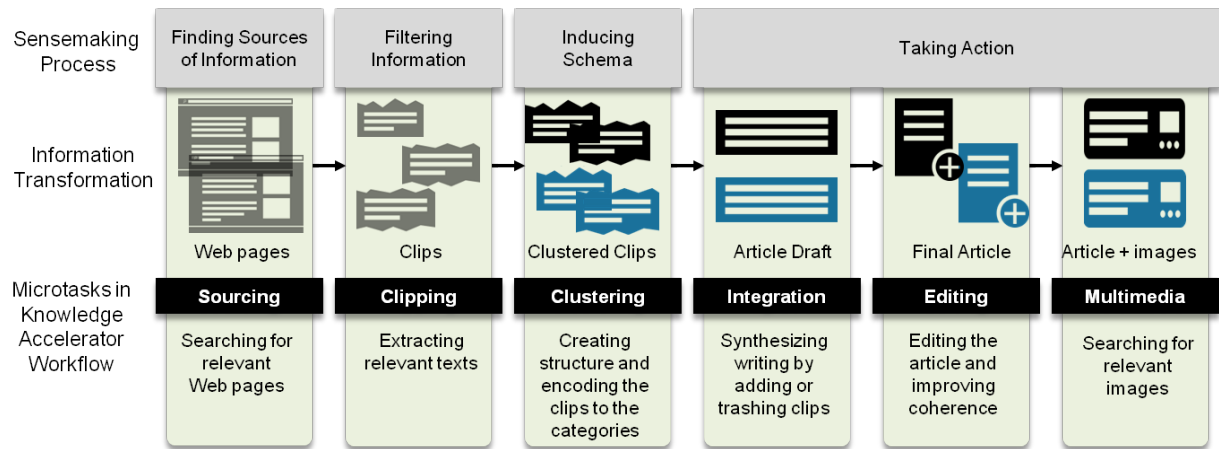 Sensemaking
Process
Finding Sources
of Information
Filtering
Information
Inducing
Schema
Taking Action
Information
Transformation
Web pages
Clips
Clustered Clips
Article Draft
Final Article
Article + images
Microtasks in
Knowledge
Accelerator
Workflow
Sourcing
Clipping
Clustering
Integration
Editing
Multimedia
Searching for
relevant
Web pages
Extracting
relevant texts
Creating
structure and
encoding the
clips to the
categories
Synthesizing
writing by
adding or
trashing clips
Editing the
article and
improving
coherence
Searching for
relevant
images